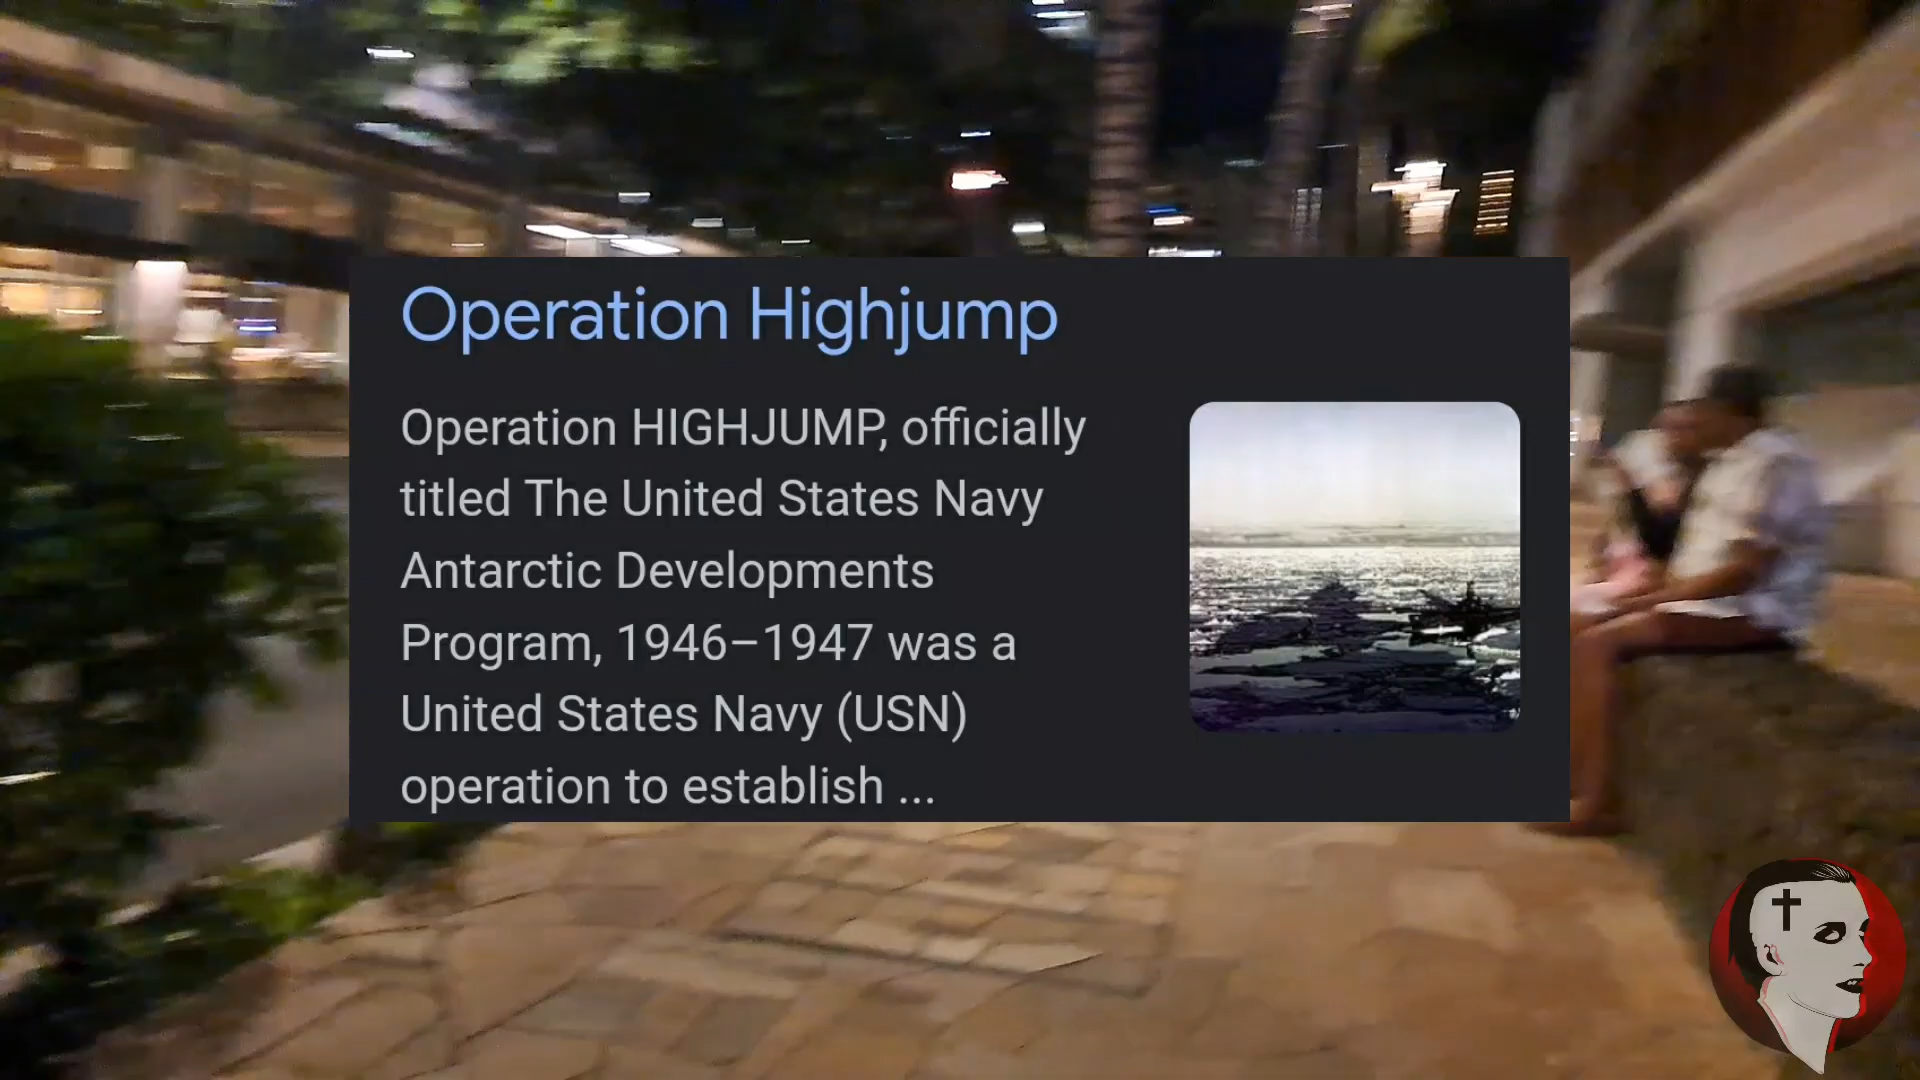 Operation Highjump
Operation HIGHJUMP, officially
titled The United States Navy
Antarctic Developments
Program, 1946–1947 was a
United States Navy (USN)
operation to establish ...